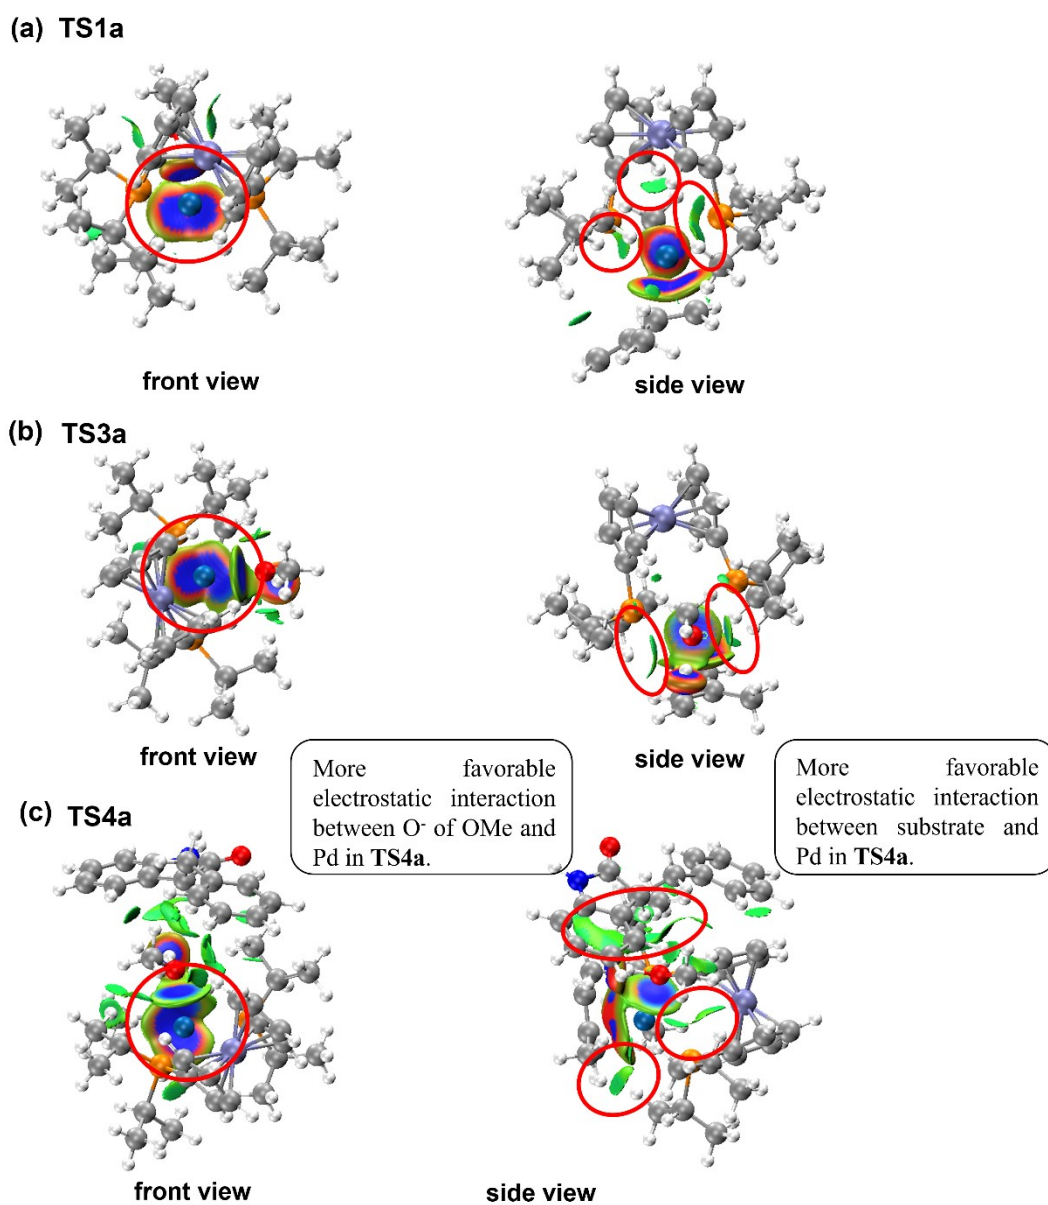 (a) TS1a
front view
side view
(b) TS3a
front view
side view
More favorable
electrostatic interaction
between O- of OMe and
Pd in TS4a.
More favorable
electrostatic interaction
between substrate and
Pd in TS4a.
(c) TS4a
front view
side view